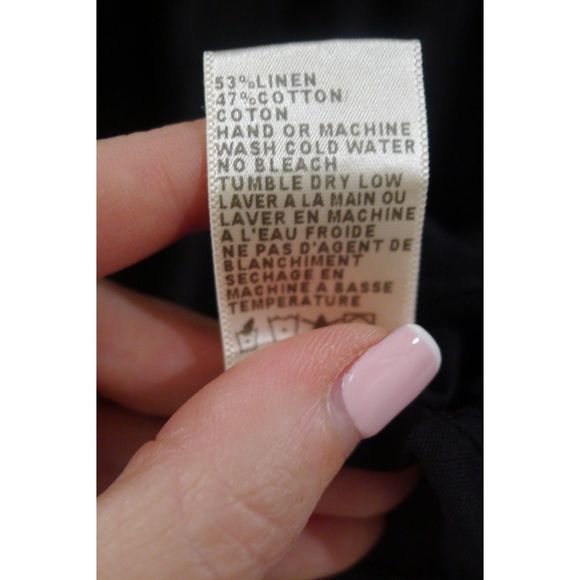 53%LINEN
47%COTTON
COTON
HAND OR MACHINE
WASH COLD WATER
NO BLEACH
TUMBLE DRY LOW
LAVER A LA MAIN OU
LAVER EN MACHINE
A L'EAU FROIDE
NE PAS D'AGENT DE
BLANCHIMENT
SECHAGE EN
MACHINE A BASSE
TEMPERATURE